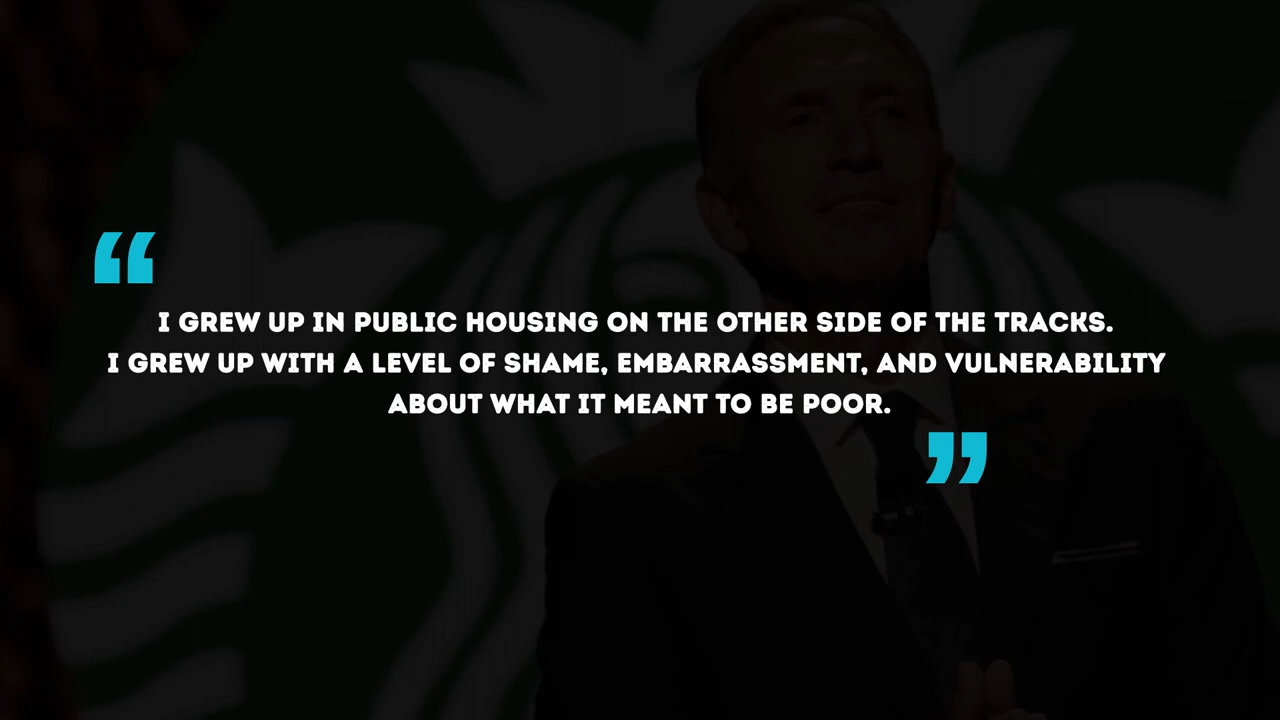 “
I GREW UP IN PUBLIC HOUSING ON THE OTHER SIDE OF THE TRACKS.
I GREW UP WITH A LEVEL OF SHAME, EMBARRASSMENT, AND VULNERABILITY
ABOUT WHAT IT MEANT TO BE POOR.
”